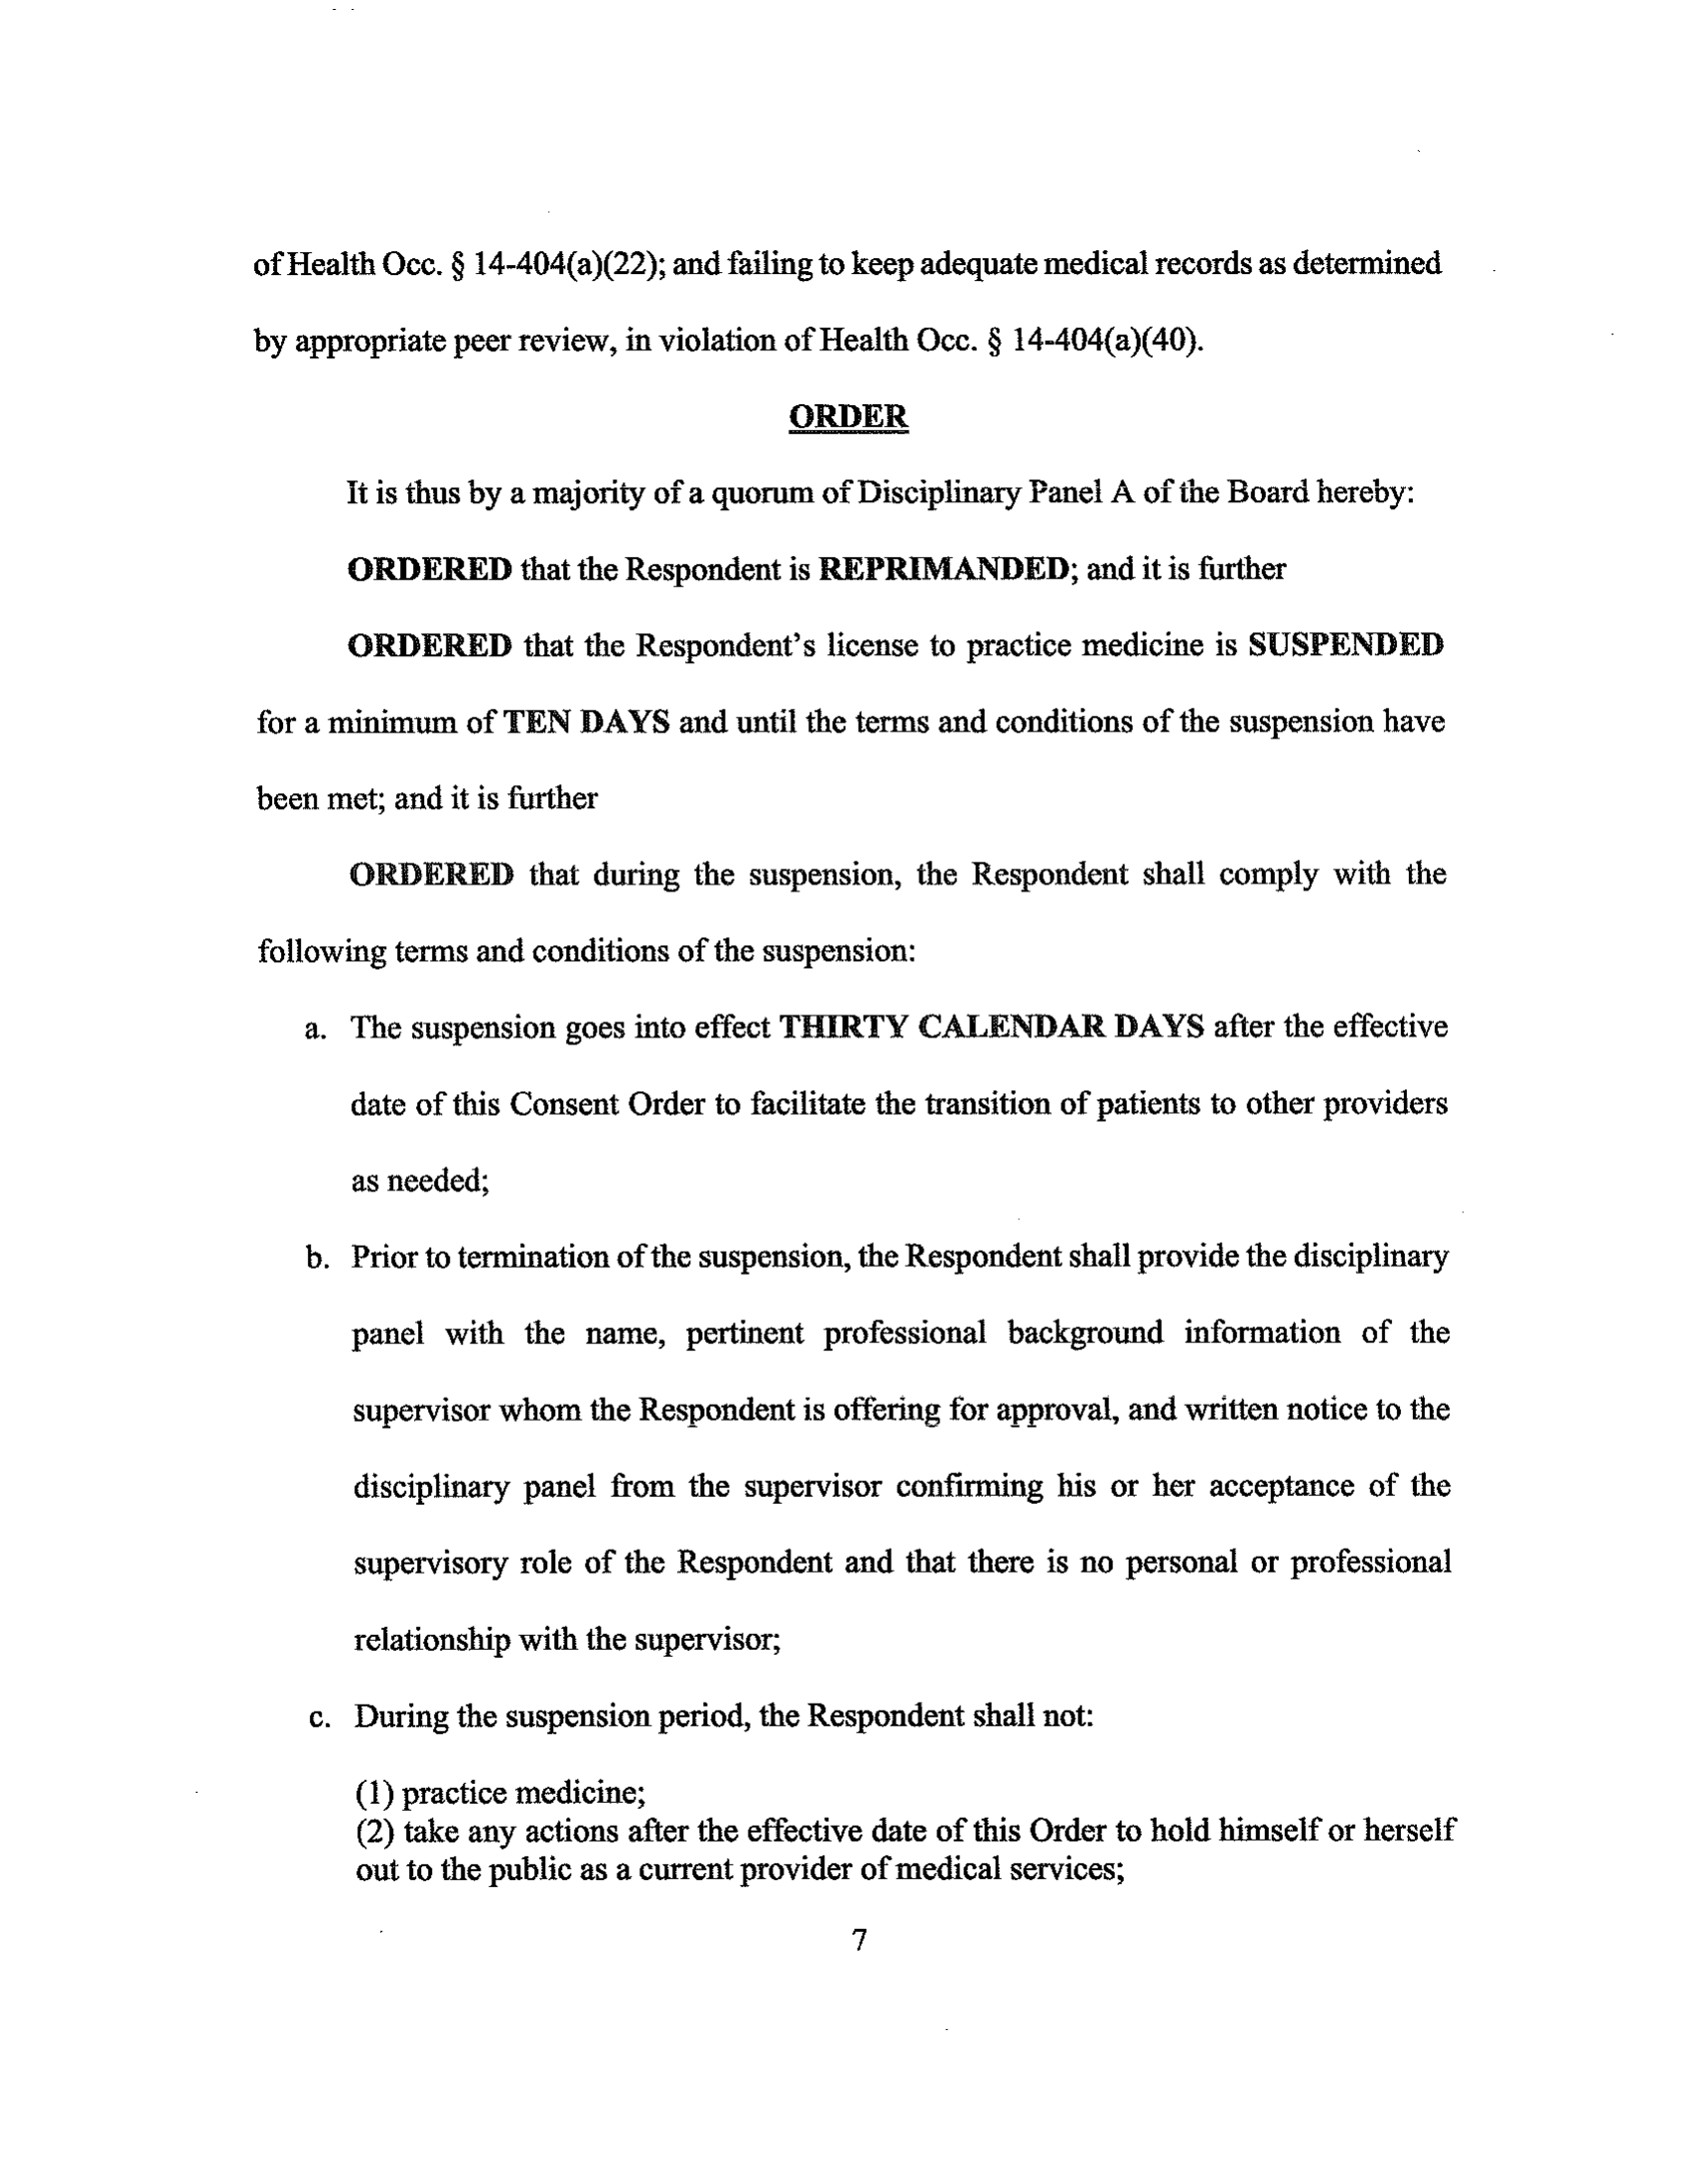 of Health Occ. § 14-404(a)(22); and failing to keep adequate medical records as determined
by appropriate peer review, in violation of Health Occ. § 14-404(a)(40).
ORDER
It is thus by a majority of a quorum of Disciplinary Panel A of the Board hereby:
ORDERED that the Respondent is REPRIMANDED; and it is further
ORDERED that the Respondent's license to practice medicine is SUSPENDED
for a minimum of TEN DAYS and until the terms and conditions of the suspension have
been met; and it is further
ORDERED that during the suspension, the Respondent shall comply with the
following terms and conditions of the suspension:
a. The suspension goes into effect THIRTY CALENDAR DAYS after the effective
date of this Consent Order to facilitate the transition of patients to other providers
as needed;
b. Prior to termination of the suspension, the Respondent shall provide the disciplinary
panel with the name, pertinent professional background information of the
supervisor whom the Respondent is offering for approval, and written notice to the
disciplinary panel from the supervisor confirming his or her acceptance of the
supervisory role of the Respondent and that there is no personal or professional
relationship with the supervisor;
c. During the suspension period, the Respondent shall not:
(1) practice medicine;
(2) take any actions after the effective date of this Order to hold himself or herself
out to the public as a current provider of medical services;
7